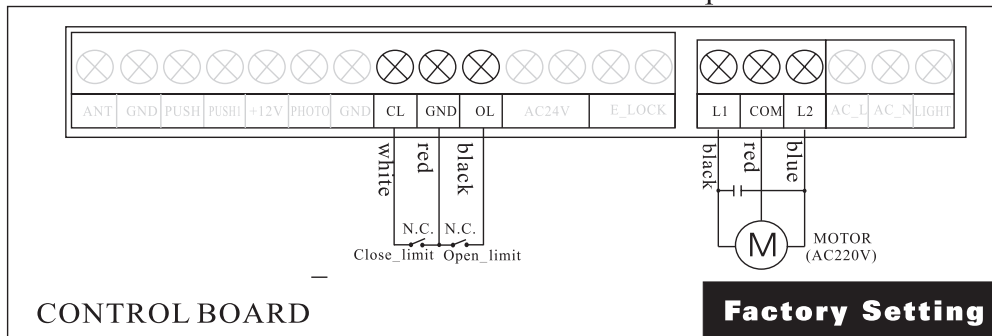 ANT GND PUSH PUSH1 +12V PHOTO GND CL GND OL AC24V E_LOCK L1 COM L2 AC_L AC_N LIGHT
white red black black red blue
N.C. N.C.
Close_limit Open_limit
M MOTOR
(AC220V)
CONTROL BOARD
Factory Setting